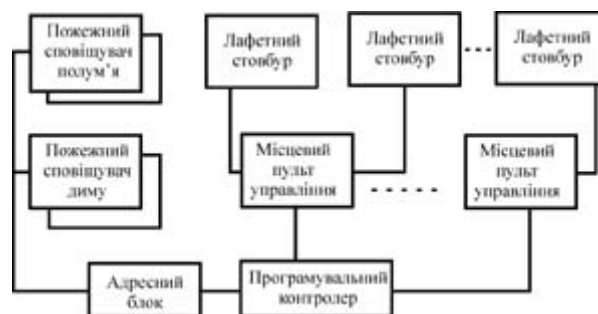 Пожежний
сповіщувач
полум’я
Лафетний
стовбур
Лафетний
стовбур
Лафетний
стовбур
Пожежний
сповіщувач
диму
Місцевий
пульт
управління
Місцевий
пульт
управління
Адресний
блок
Програмувальний
контролер